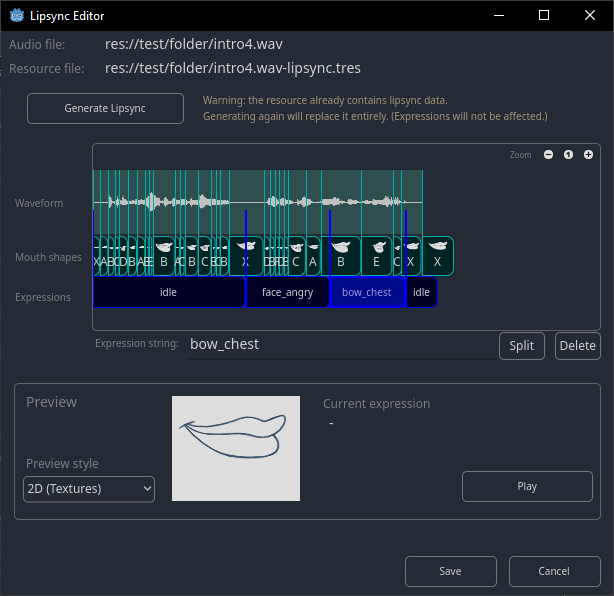 Lipsync Editor
Audio file: res://test/folder/intro4.wav
Resource file: res://test/folder/intro4.wav-lipsync.tres
Generate Lipsync
Warning: the resource already contains lipsync data.
Generating again will replace it entirely. (Expressions will not be affected.)
Zoom
Waveform
Mouth shapes
B B C B X C A B E C X X
Expressions idle face_angry bow_chest idle
Expression string: bow_chest Split Delete
Preview
Current expression
-
Preview style
2D (Textures)
Play
Save Cancel